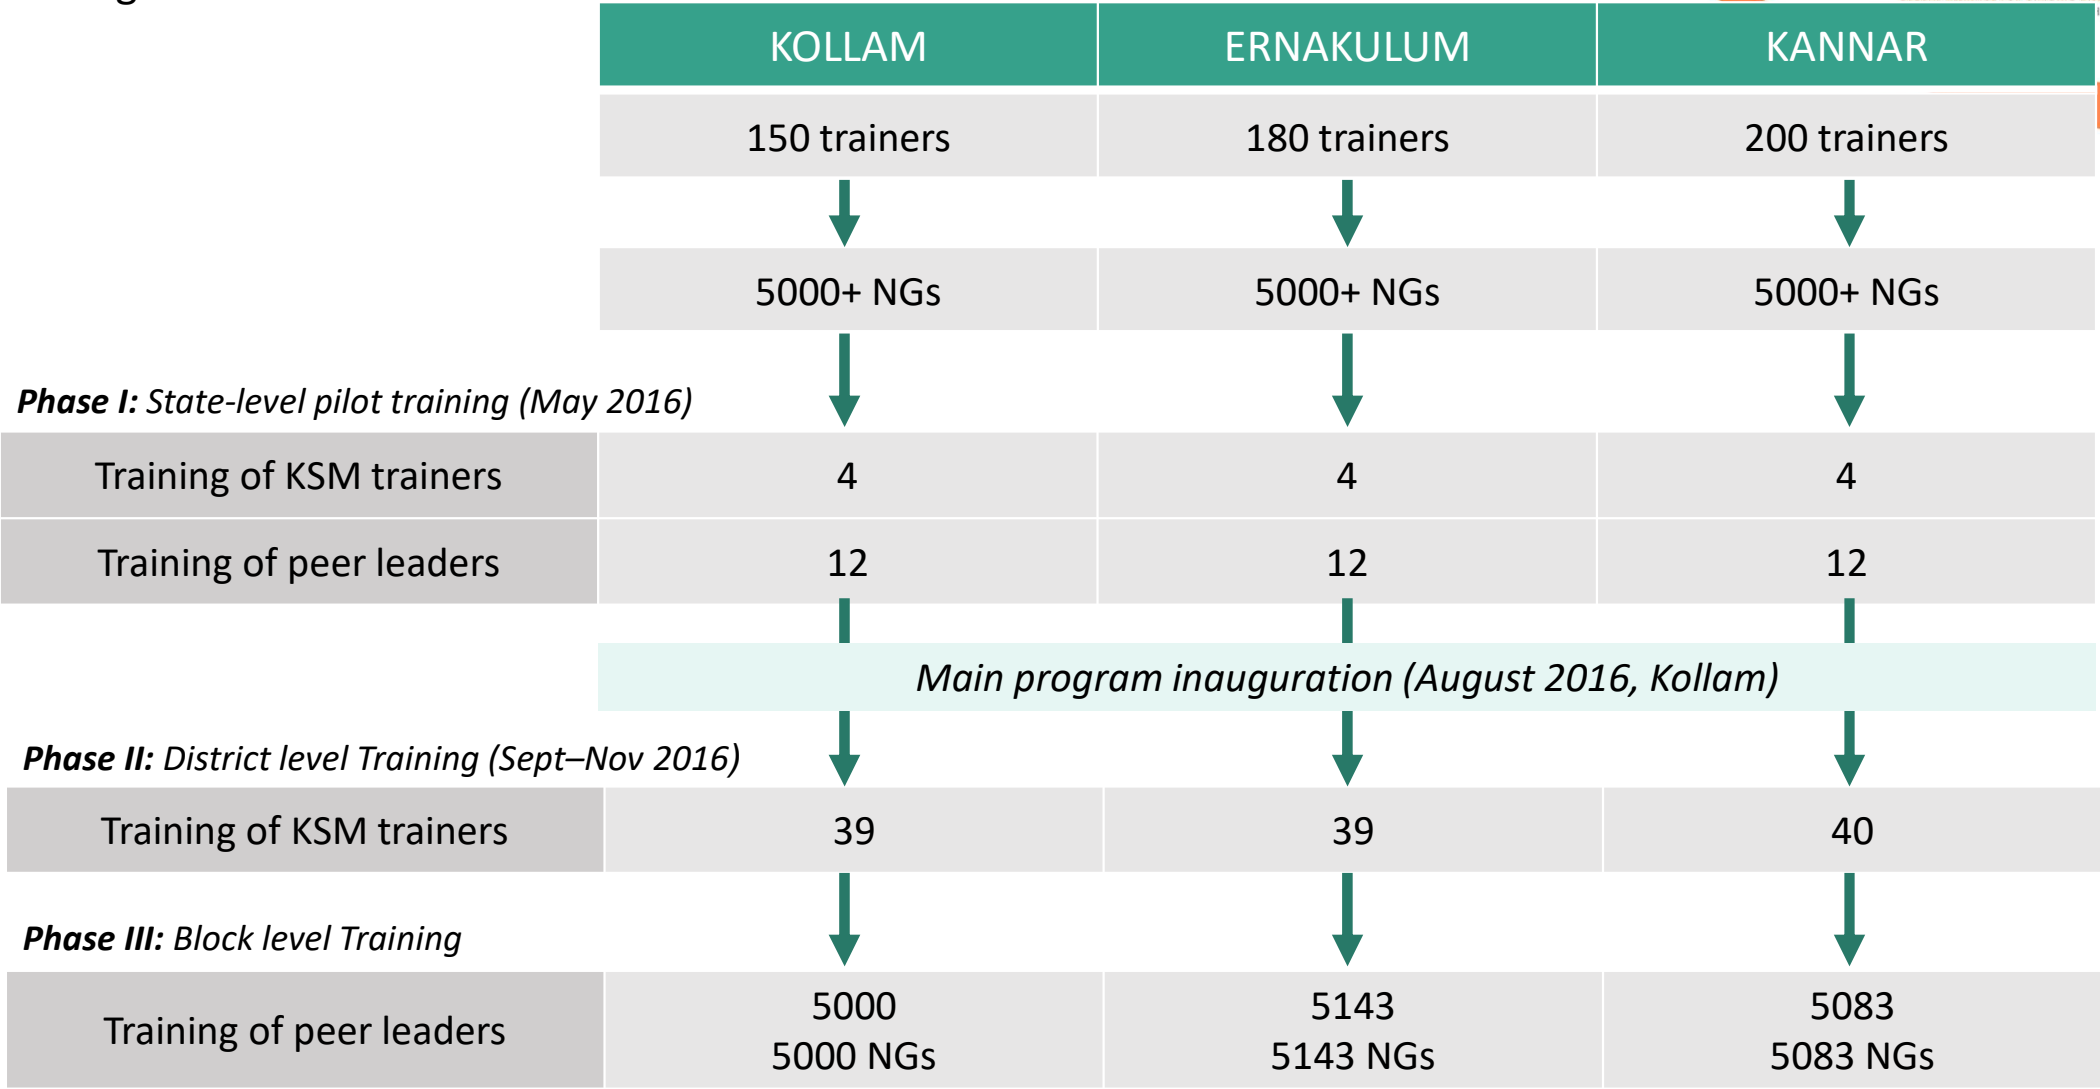 KOLLAM ERNAKULUM KANNAR
150 trainers 180 trainers 200 trainers
5000+ NGs 5000+ NGs 5000+ NGs
Phase I: State-level pilot training (May 2016)
Training of KSM trainers 4 4 4
Training of peer leaders 12 12 12
Main program inauguration (August 2016, Kollam)
Phase II: District level Training (Sept–Nov 2016)
Training of KSM trainers 39 39 40
Phase III: Block level Training
Training of peer leaders
5000 5143 5083
5000 NGs 5143 NGs 5083 NGs